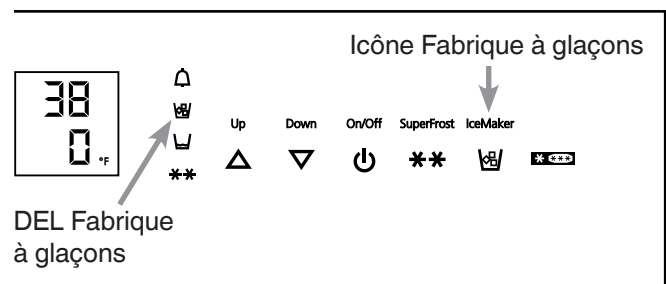 Icône Fabrique à glaçons
38
0 °F
Up Down On/Off SuperFrost IceMaker
DEL Fabrique
à glaçons